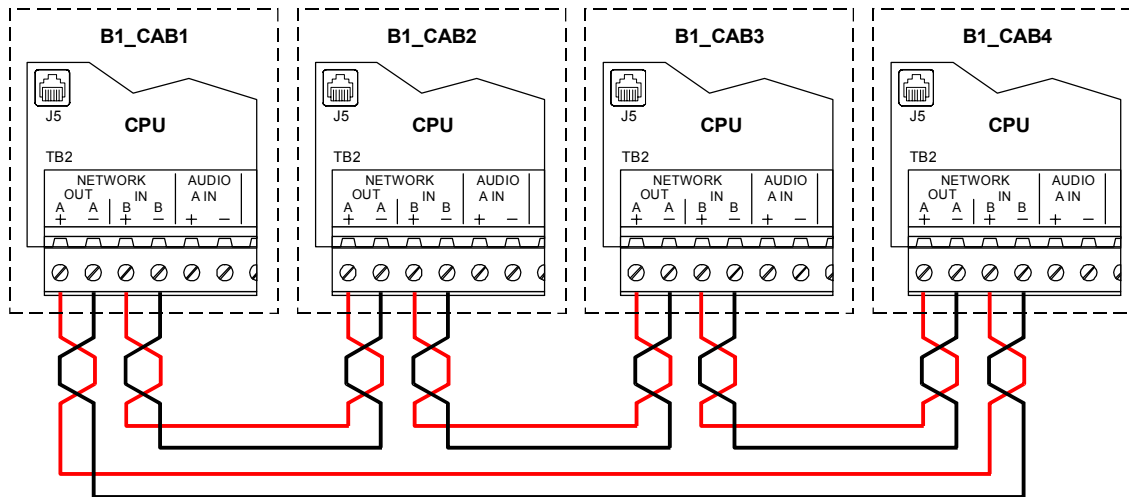 B1_CAB1
J5
CPU
TB2
NETWORK AUDIO
OUT IN A IN
A A B B
+ − + − + −
B1_CAB2
J5
CPU
TB2
NETWORK AUDIO
OUT IN A IN
A A B B
+ − + − + −
B1_CAB3
J5
CPU
TB2
NETWORK AUDIO
OUT IN A IN
A A B B
+ − + − + −
B1_CAB4
J5
CPU
TB2
NETWORK AUDIO
OUT IN A IN
A A B B
+ − + − + −